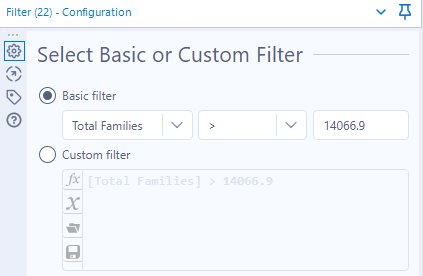 Filter (22) - Configuration
Select Basic or Custom Filter
Basic filter
Total Families > 14066.9
Custom filter
fx [Total Families] > 14066.9
x